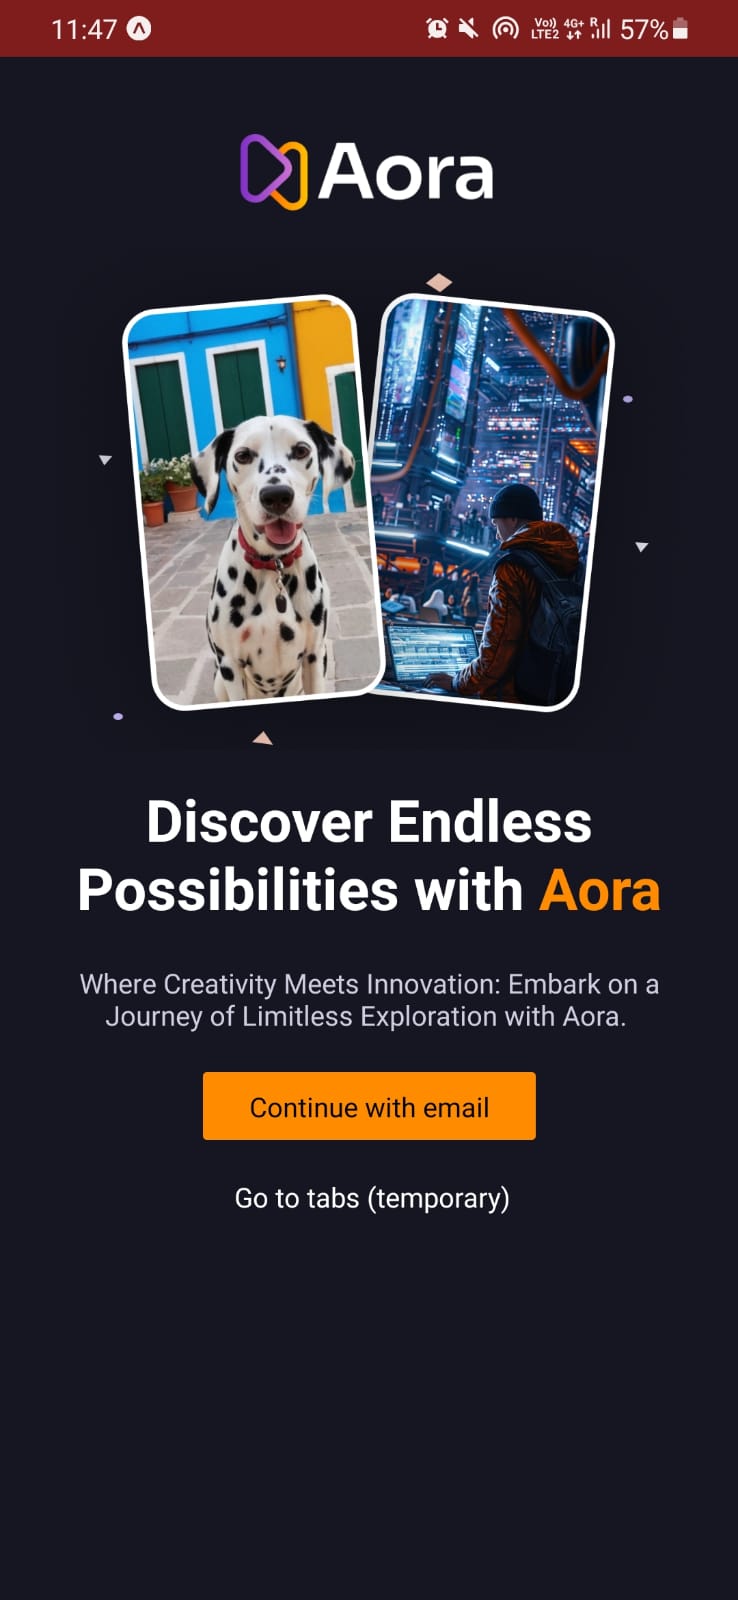 11:47
Vo)) 4G+ R 57%
LTE2
Aora
Discover Endless
Possibilities with Aora
Where Creativity Meets Innovation: Embark on a
Journey of Limitless Exploration with Aora.
Continue with email
Go to tabs (temporary)